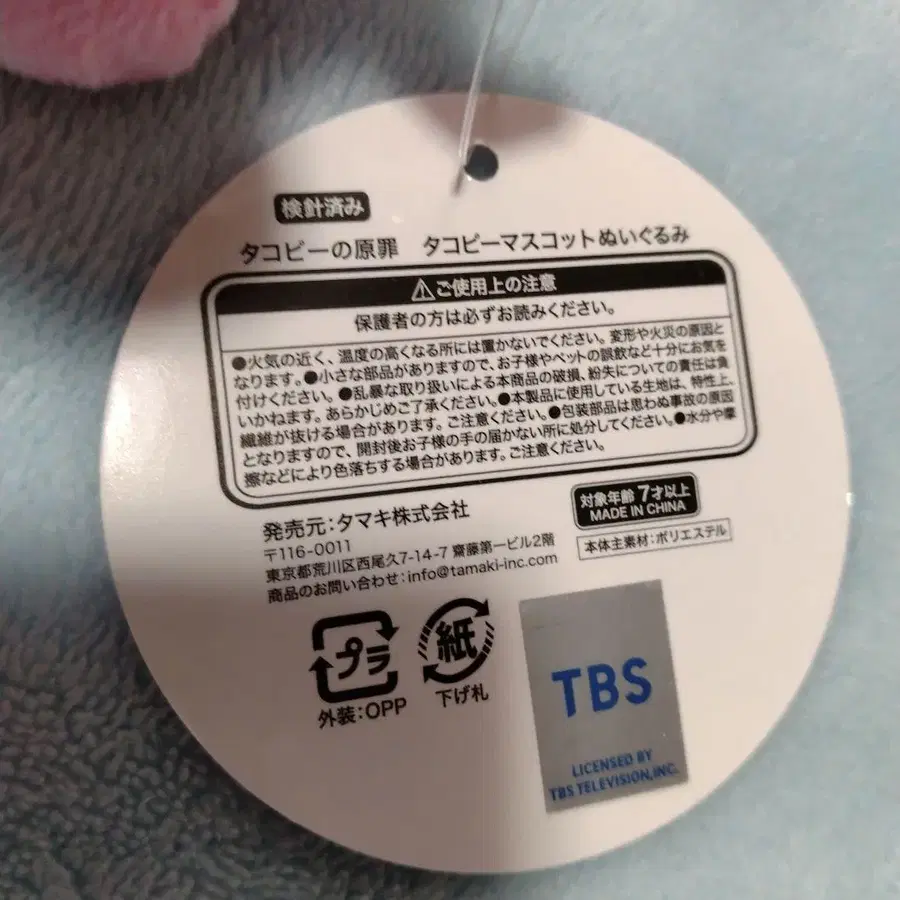 検針済み
タコピーの原罪 タコピーマスコットぬいぐるみ
⚠ご使用上の注意
保護者の方は必ずお読みください。
●火気の近く、温度の高くなる所には置かないでください。変形や火災の原因と
なります。●小さな部品がありますので、お子様やペットの誤飲など十分にお気を
付けください。●乱暴な取り扱いによる本商品の破損、紛失についての責任は負
いかねます。あらかじめご了承ください。●本製品に使用している生地は、特性上、
繊維が抜ける場合があります。ご注意ください。●包装部品は思わぬ事故の原因
となりますので、開封後お子様の手の届かない所に処分してください。●水分や摩
擦などにより色落ちする場合があります。ご注意ください。
発売元:タマキ株式会社
〒116-0011
東京都荒川区西尾久7-14-7 齋藤第一ビル2階
商品のお問い合わせ:info@tamaki-inc.com
対象年齢 7才以上
MADE IN CHINA
本体主素材:ポリエステル
プラ
外装:OPP
紙
下げ札
TBS
LICENSED BY
TBS TELEVISION,INC.